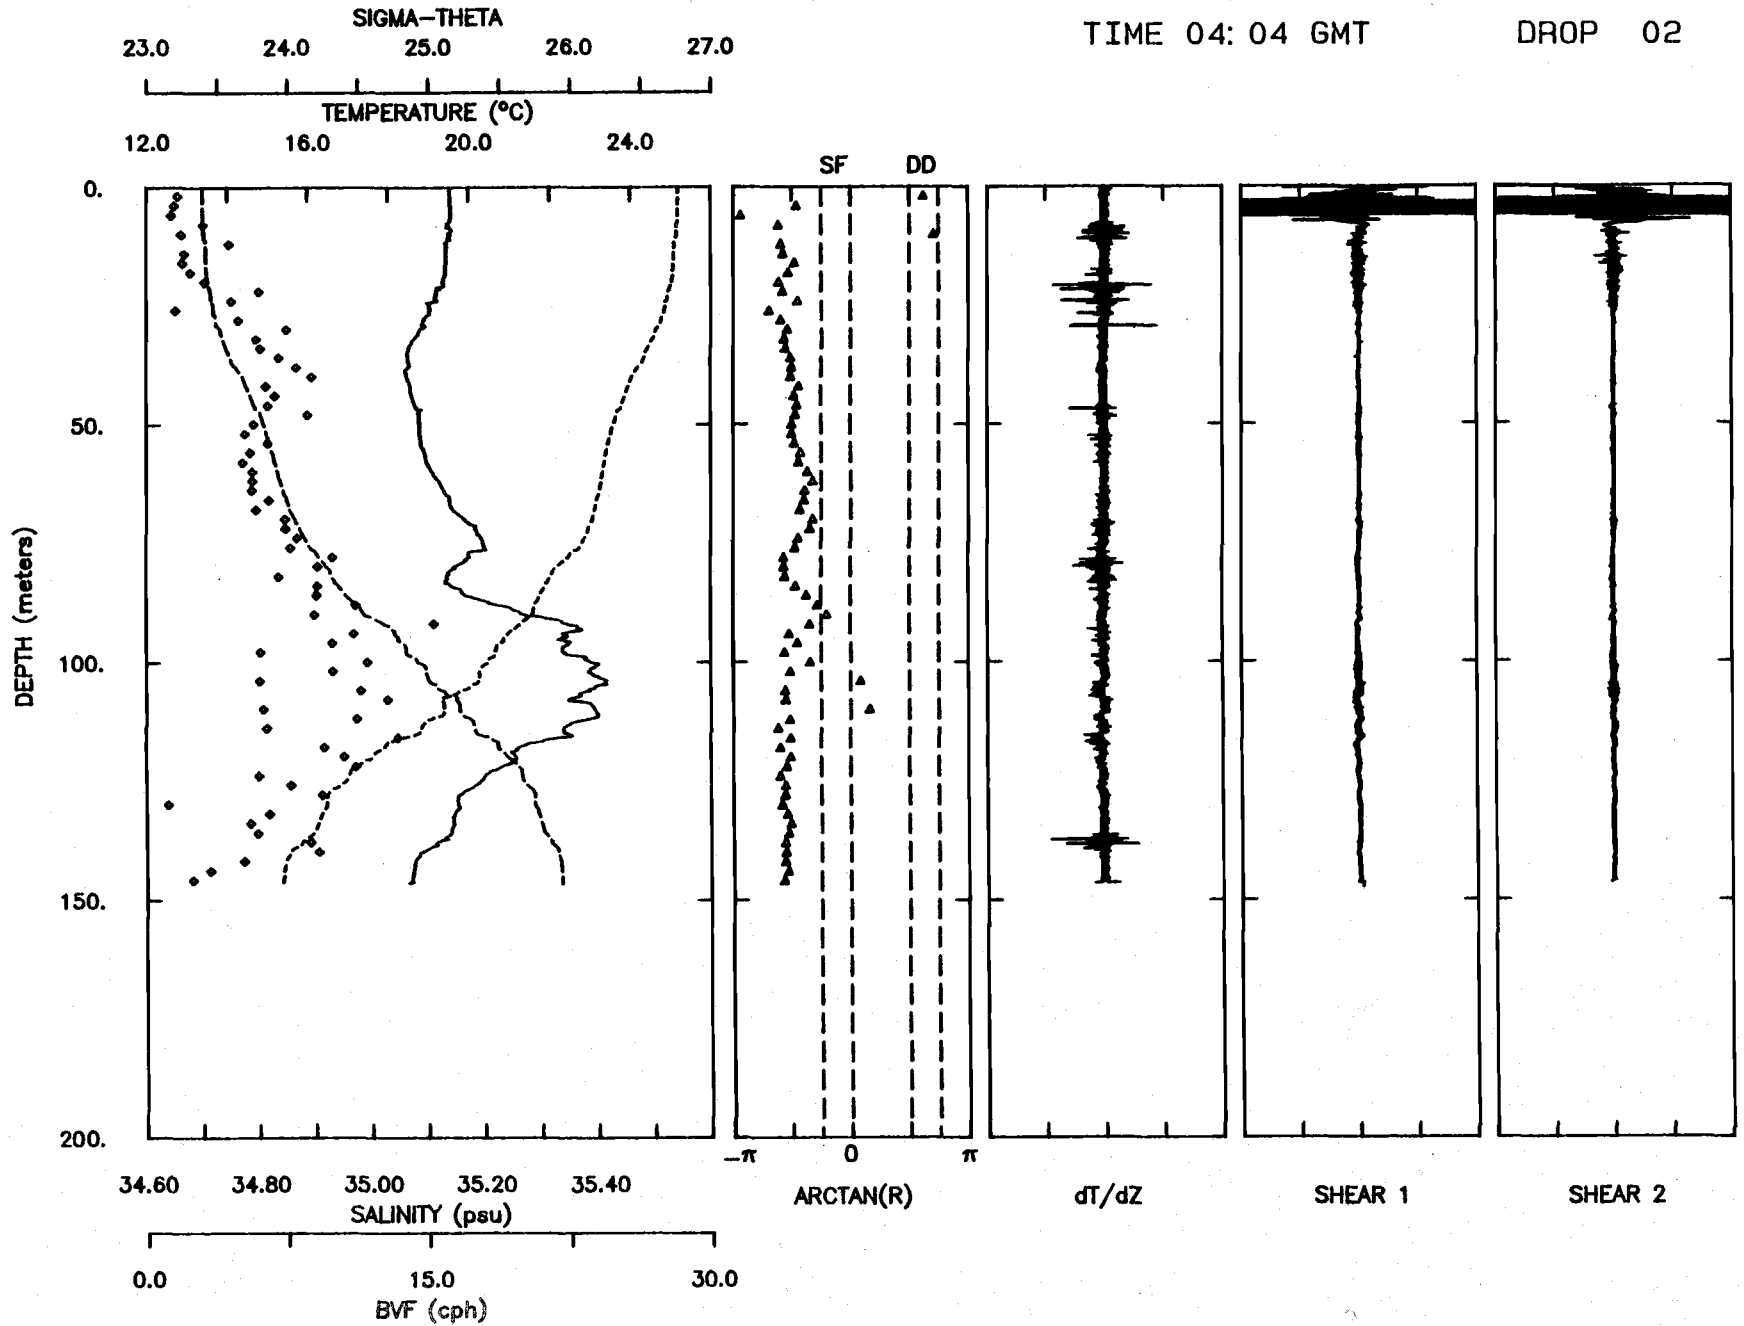 SIGMA-THETA
TIME 04:04 GMT DROP 02
23.0 24.0 25.0 26.0 27.0
TEMPERATURE (°C)
12.0 16.0 20.0 24.0
SF DD
0.
50.
100.
150.
200.
DEPTH (meters)
-π 0 π
34.60 34.80 35.00 35.20 35.40
SALINITY (psu)
ARCTAN(R) dT/dZ SHEAR 1 SHEAR 2
0.0 15.0 30.0
BVF (cph)